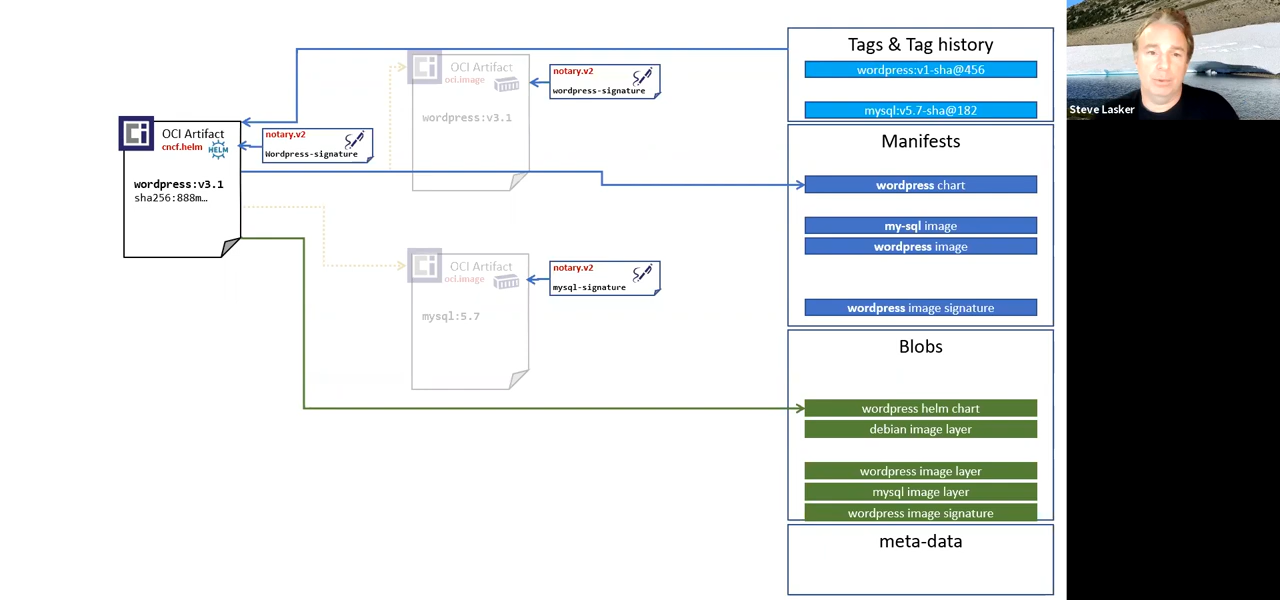 OCI Artifact
cncf.helm
HELM
wordpress:v3.1
sha256:888m…
notary.v2
Wordpress-signature
OCI Artifact
oci.image
wordpress:v3.1
notary.v2
wordpress-signature
OCI Artifact
oci.image
mysql:5.7
notary.v2
mysql-signature
Tags & Tag history
wordpress:v1-sha@456
mysql:v5.7-sha@182
Manifests
wordpress chart
my-sql image
wordpress image
wordpress image signature
Blobs
wordpress helm chart
debian image layer
wordpress image layer
mysql image layer
wordpress image signature
meta-data
Steve Lasker